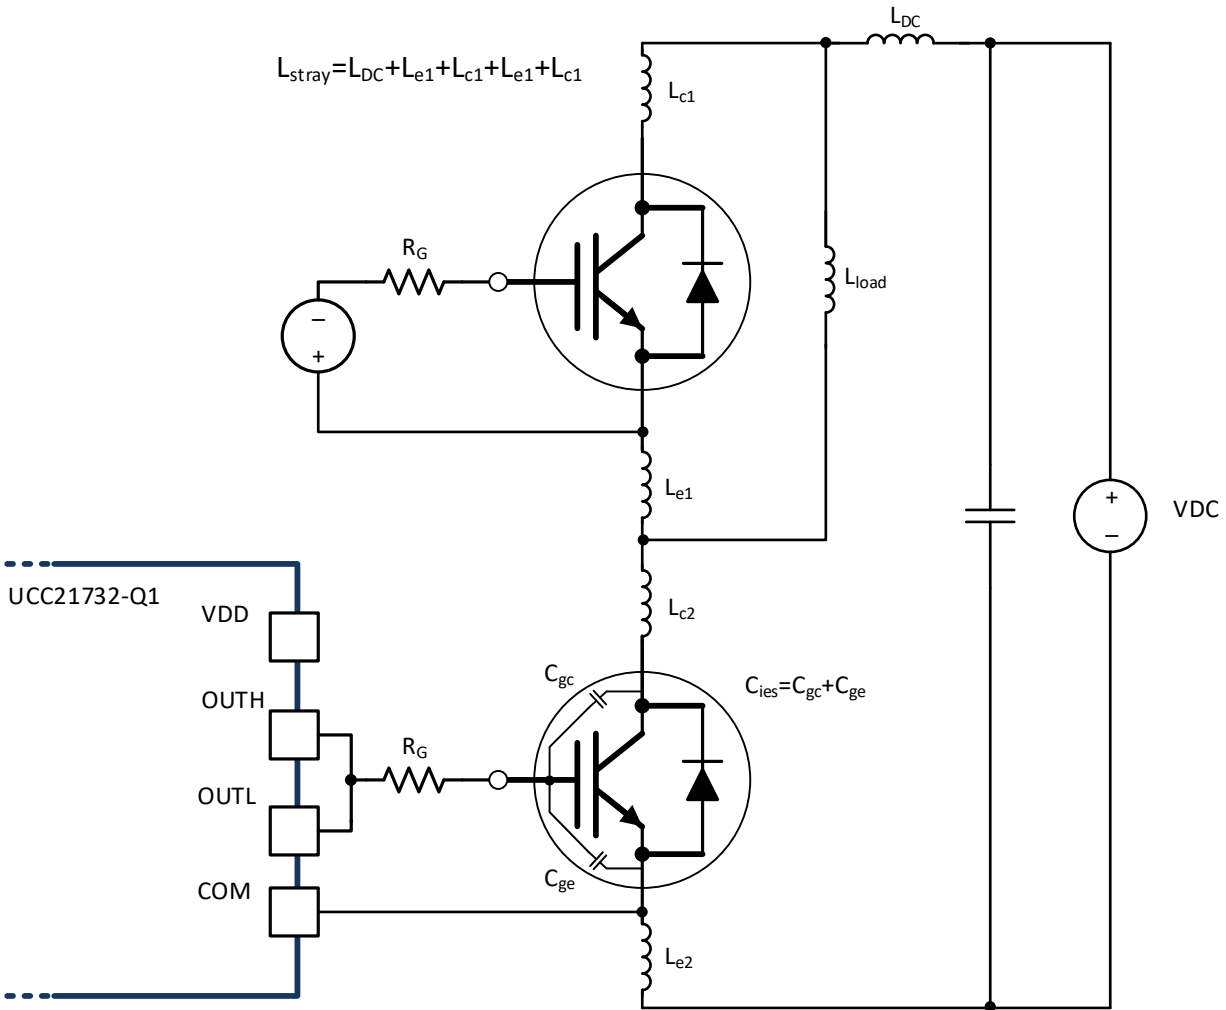 L_DC
L_stray=L_DC+L_e1+L_c1+L_e1+L_c1
L_c1
R_G
L_load
−
+
L_e1
+
−
VDC
UCC21732-Q1
VDD
L_c2
C_gc
C_ies=C_gc+C_ge
OUTH
R_G
OUTL
C_ge
COM
L_e2